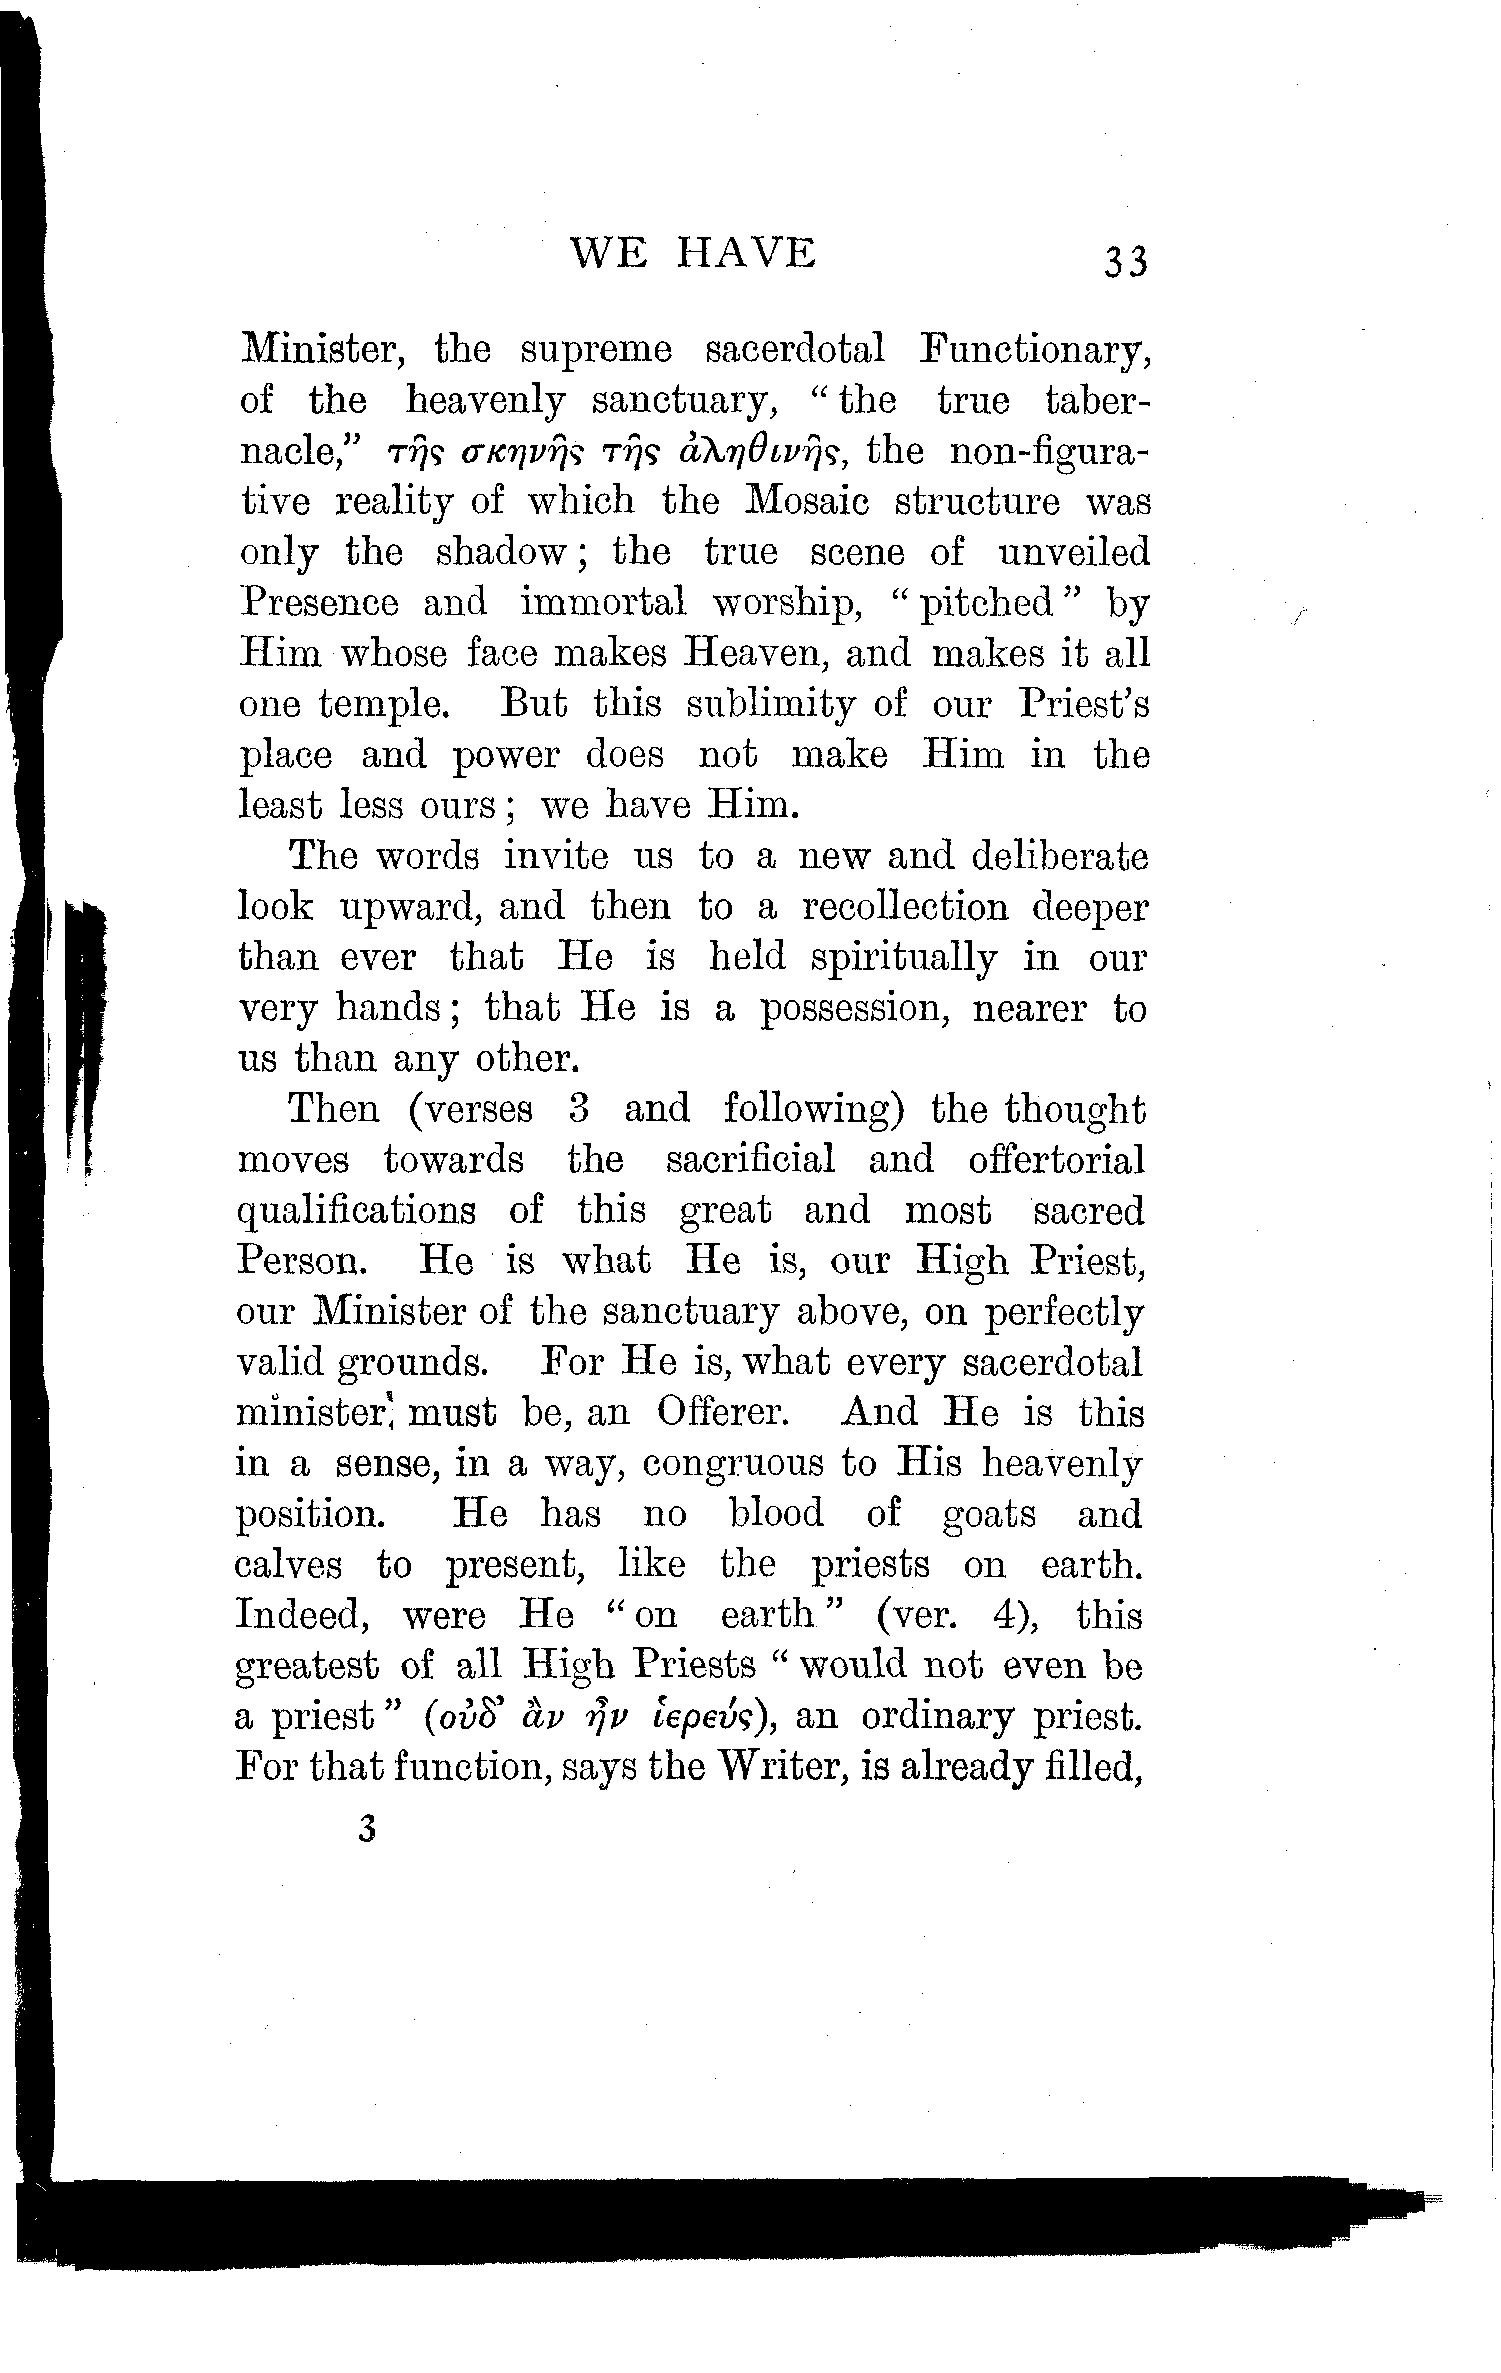 WE HAVE 33
Minister, the supreme sacerdotal Functionary,
of the heavenly sanctuary, “the true taber-
nacle,” τῆς σκηνῆς τῆς ἀληθινῆς, the non-figura-
tive reality of which the Mosaic structure was
only the shadow; the true scene of unveiled
Presence and immortal worship, “pitched” by
Him whose face makes Heaven, and makes it all
one temple. But this sublimity of our Priest’s
place and power does not make Him in the
least less ours; we have Him.
The words invite us to a new and deliberate
look upward, and then to a recollection deeper
than ever that He is held spiritually in our
very hands; that He is a possession, nearer to
us than any other.
Then (verses 3 and following) the thought
moves towards the sacrificial and offertorial
qualifications of this great and most sacred
Person. He is what He is, our High Priest,
our Minister of the sanctuary above, on perfectly
valid grounds. For He is, what every sacerdotal
minister must be, an Offerer. And He is this
in a sense, in a way, congruous to His heavenly
position. He has no blood of goats and
calves to present, like the priests on earth.
Indeed, were He “on earth” (ver. 4), this
greatest of all High Priests “would not even be
a priest” (οὐδ’ ἂν ἦν ἱερεύς), an ordinary priest.
For that function, says the Writer, is already filled,
3